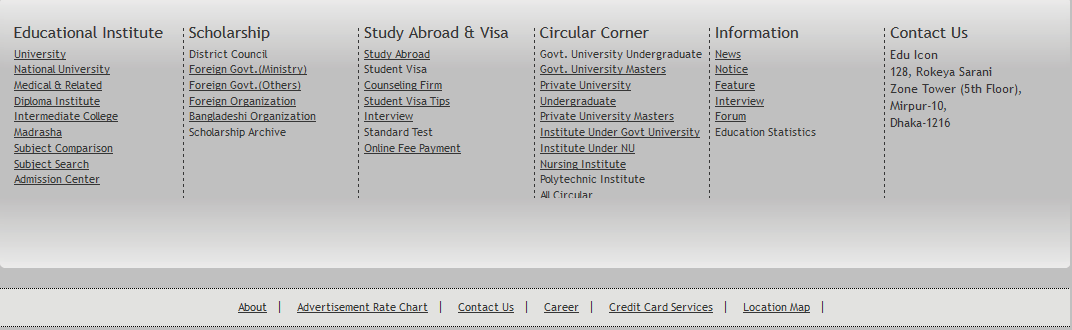 Educational Institute
University
National University
Medical & Related
Diploma Institute
Intermediate College
Madrasha
Subject Comparison
Subject Search
Admission Center
Scholarship
District Council
Foreign Govt.(Ministry)
Foreign Govt.(Others)
Foreign Organization
Bangladeshi Organization
Scholarship Archive
Study Abroad & Visa
Study Abroad
Student Visa
Counseling Firm
Student Visa Tips
Interview
Standard Test
Online Fee Payment
Circular Corner
Govt. University Undergraduate
Govt. University Masters
Private University
Undergraduate
Private University Masters
Institute Under Govt University
Institute Under NU
Nursing Institute
Polytechnic Institute
All Circular
Information
News
Notice
Feature
Interview
Forum
Education Statistics
Contact Us
Edu Icon
128, Rokeya Sarani
Zone Tower (5th Floor),
Mirpur-10,
Dhaka-1216
About | Advertisement Rate Chart | Contact Us | Career | Credit Card Services | Location Map |